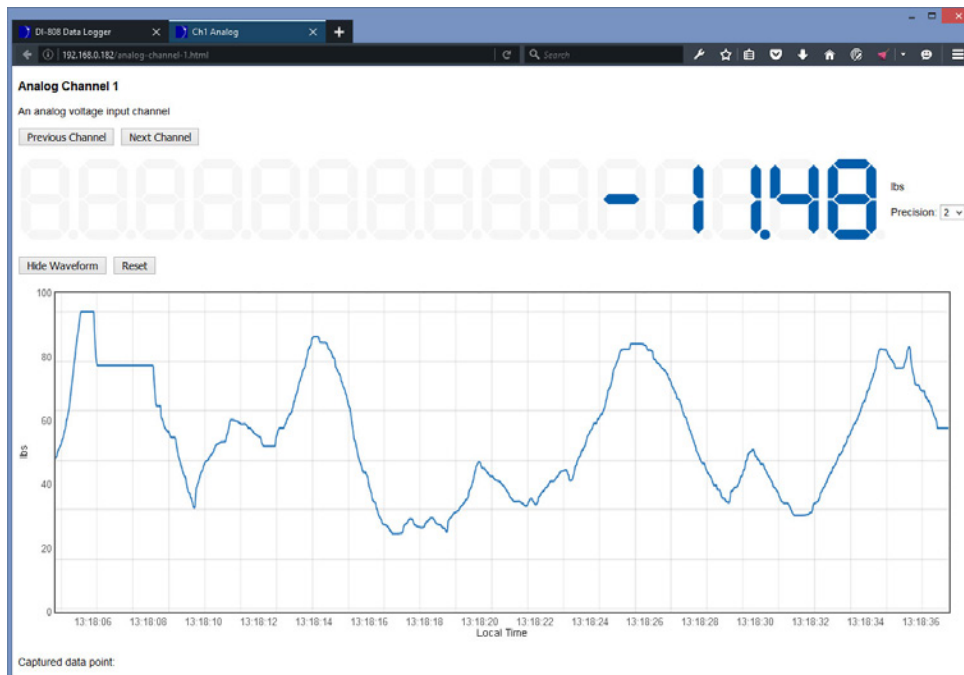 DI-808 Data Logger
Ch1 Analog
192.168.0.182/analog-channel-1.html
Search
Analog Channel 1
An analog voltage input channel
Previous Channel Next Channel
-11.48
lbs
Precision: 2
Hide Waveform Reset
100
80
60
lbs
40
20
0
13:18:06 13:18:08 13:18:10 13:18:12 13:18:14 13:18:16 13:18:18 13:18:20 13:18:22 13:18:24 13:18:26 13:18:28 13:18:30 13:18:32 13:18:34 13:18:36
Local Time
Captured data point: